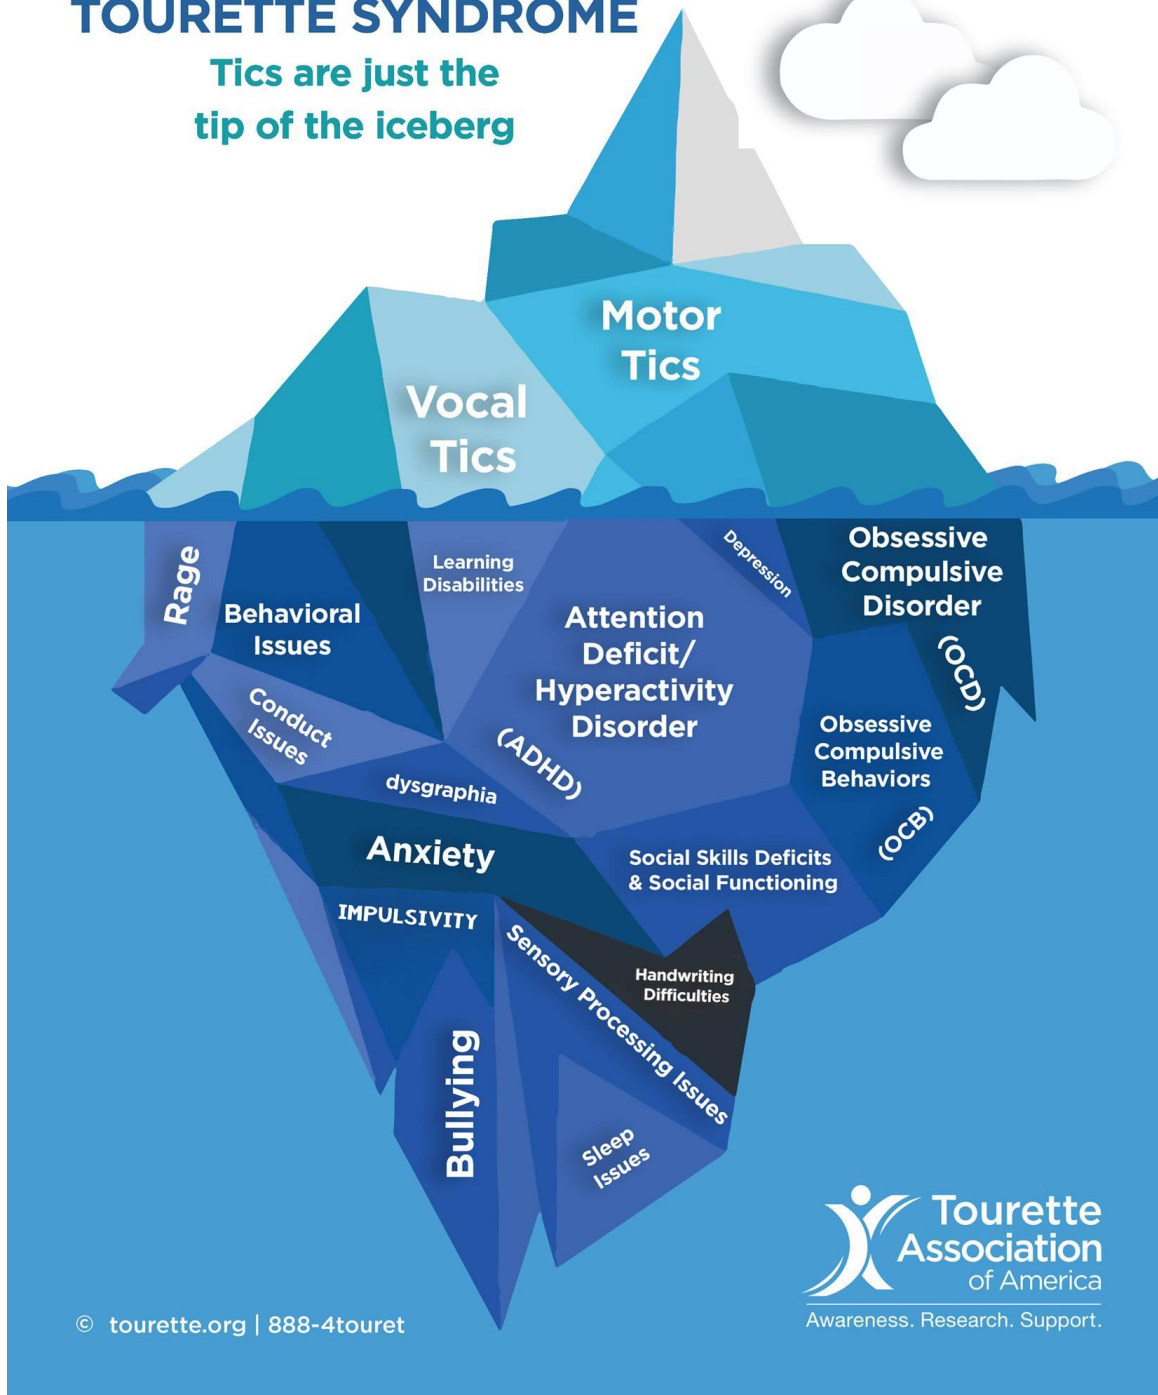 TOURETTE SYNDROME
Tics are just the
tip of the iceberg
Motor
Tics
Vocal
Tics
Rage
Behavioral
Issues
Learning
Disabilities
Depression
Obsessive
Compulsive
Disorder
(OCD)
Attention
Deficit/
Hyperactivity
Disorder
(ADHD)
Conduct
Issues
dysgraphia
Obsessive
Compulsive
Behaviors
(OCB)
Anxiety
Social Skills Deficits
& Social Functioning
IMPULSIVITY
Sensory Processing Issues
Handwriting
Difficulties
Bullying
Sleep
Issues
Tourette
Association
of America
Awareness. Research. Support.
© tourette.org | 888-4touret